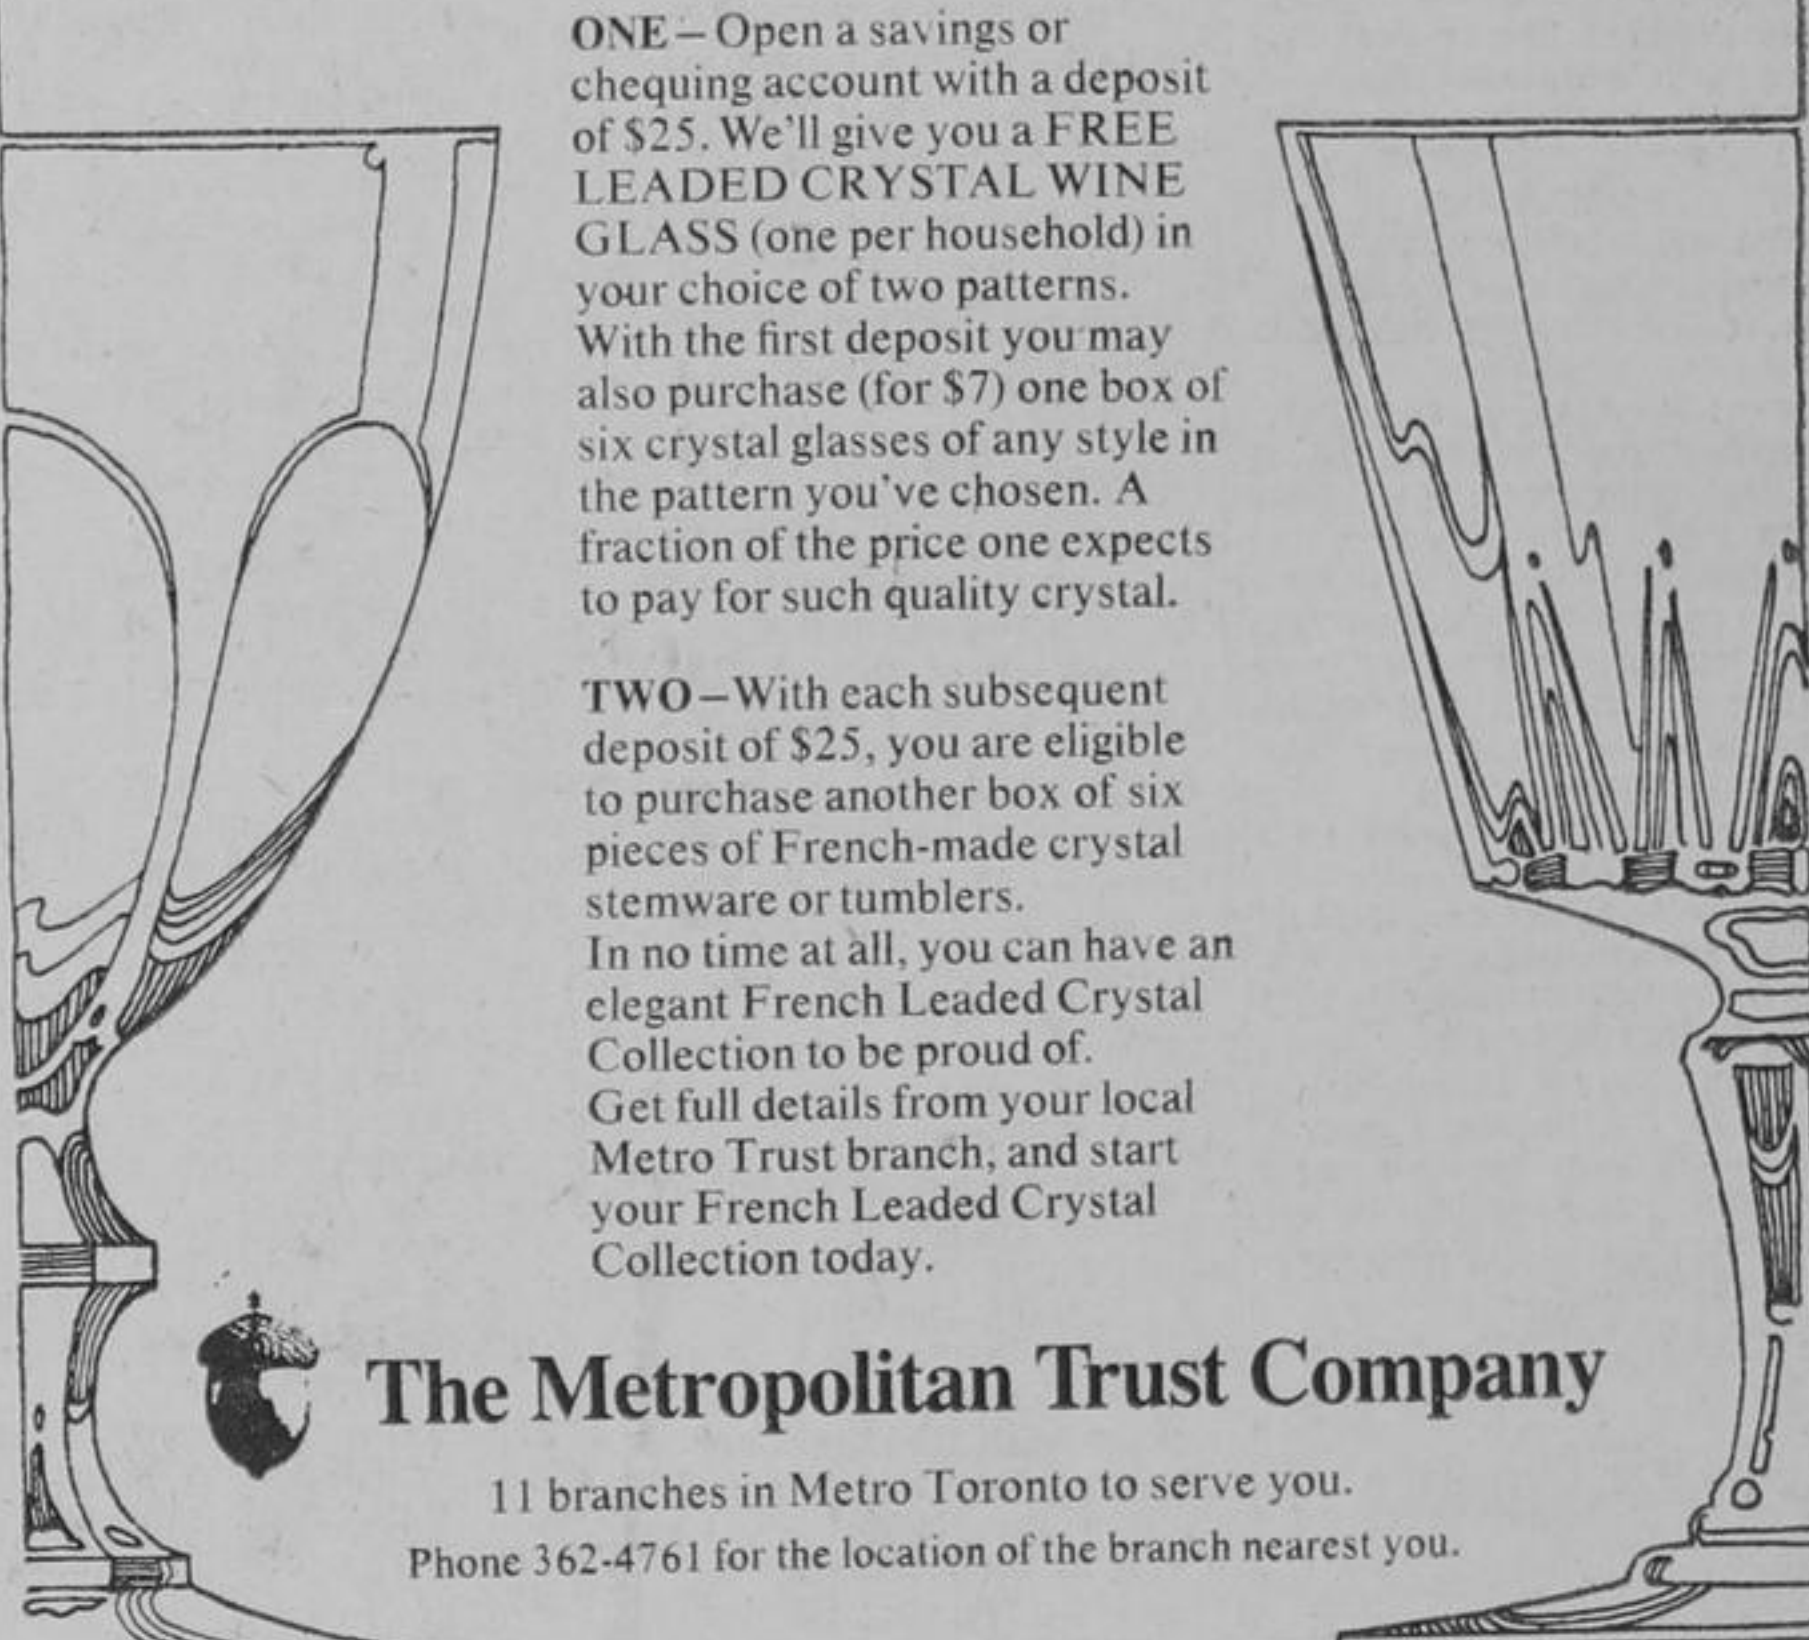 ONE—Open a savings or
chequing account with a deposit
of $25. We'll give you a FREE
LEADED CRYSTAL WINE
GLASS (one per household) in
your choice of two patterns.
With the first deposit you may
also purchase (for $7) one box of
six crystal glasses of any style in
the pattern you've chosen. A
fraction of the price one expects
to pay for such quality crystal.
TWO—With each subsequent
deposit of $25, you are eligible
to purchase another box of six
pieces of French-made crystal
stemware or tumblers.
In no time at all, you can have an
elegant French Leaded Crystal
Collection to be proud of.
Get full details from your local
Metro Trust branch, and start
your French Leaded Crystal
Collection today.
The Metropolitan Trust Company
11 branches in Metro Toronto to serve you.
Phone 362-4761 for the location of the branch nearest you.